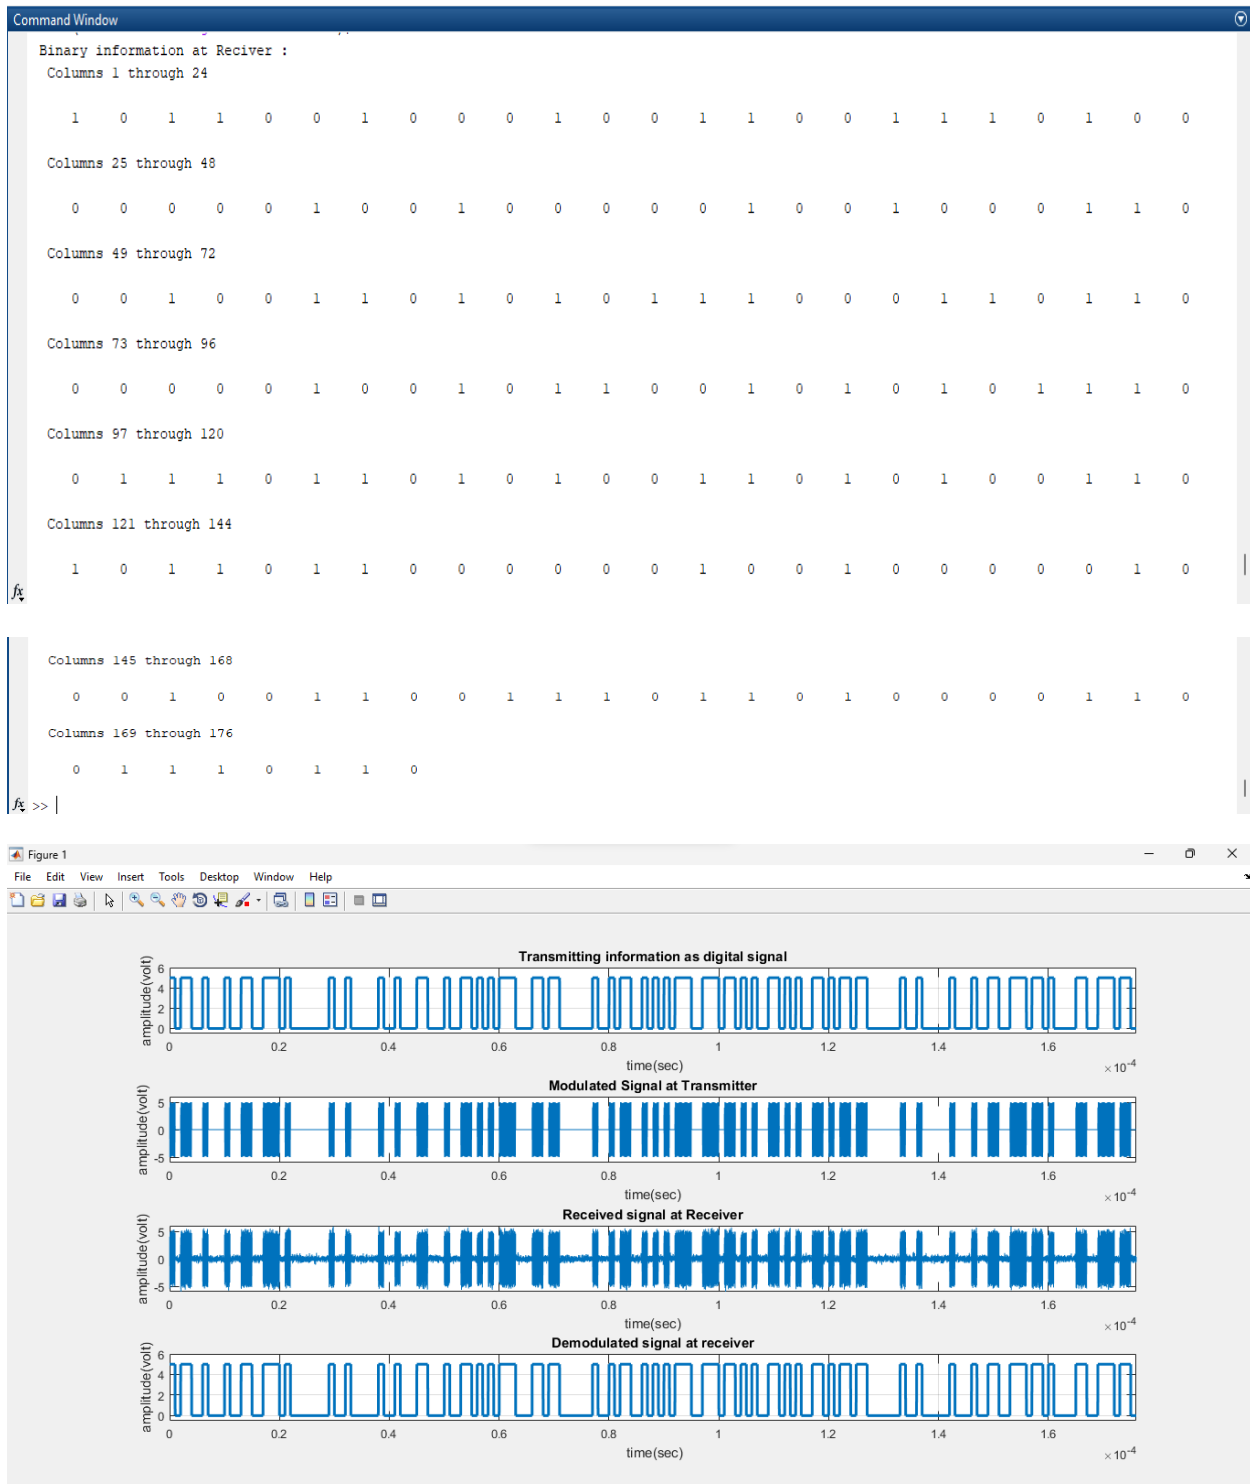 Command Window
Binary information at Reciver :
Columns 1 through 24
1 0 1 1 0 0 1 0 0 0 1 0 0 1 1 0 0 1 1 1 0 1 0 0
Columns 25 through 48
0 0 0 0 0 1 0 0 1 0 0 0 0 0 1 0 0 1 0 0 0 1 1 0
Columns 49 through 72
0 0 1 0 0 1 1 0 1 0 1 0 1 1 1 0 0 0 1 1 0 1 1 0
Columns 73 through 96
0 0 0 0 0 1 0 0 1 0 1 1 0 0 1 0 1 0 1 0 1 1 1 0
Columns 97 through 120
0 1 1 1 0 1 1 0 1 0 1 0 0 1 1 0 1 0 1 0 0 1 1 0
Columns 121 through 144
1 0 1 1 0 1 1 0 0 0 0 0 0 1 0 0 1 0 0 0 0 0 1 0
fx
Columns 145 through 168
0 0 1 0 0 1 1 0 0 1 1 1 0 1 1 0 1 0 0 0 0 1 1 0
Columns 169 through 176
0 1 1 1 0 1 1 0
fx >>
Figure 1
File Edit View Insert Tools Desktop Window Help
Transmitting information as digital signal
amplitude(volt)
6
4
2
0
0 0.2 0.4 0.6 0.8 1 1.2 1.4 1.6
time(sec)
×10-4
Modulated Signal at Transmitter
amplitude(volt)
5
0
-5
0 0.2 0.4 0.6 0.8 1 1.2 1.4 1.6
time(sec)
×10-4
Received signal at Receiver
amplitude(volt)
5
0
-5
0 0.2 0.4 0.6 0.8 1 1.2 1.4 1.6
time(sec)
×10-4
Demodulated signal at receiver
amplitude(volt)
6
4
2
0
0 0.2 0.4 0.6 0.8 1 1.2 1.4 1.6
time(sec)
×10-4